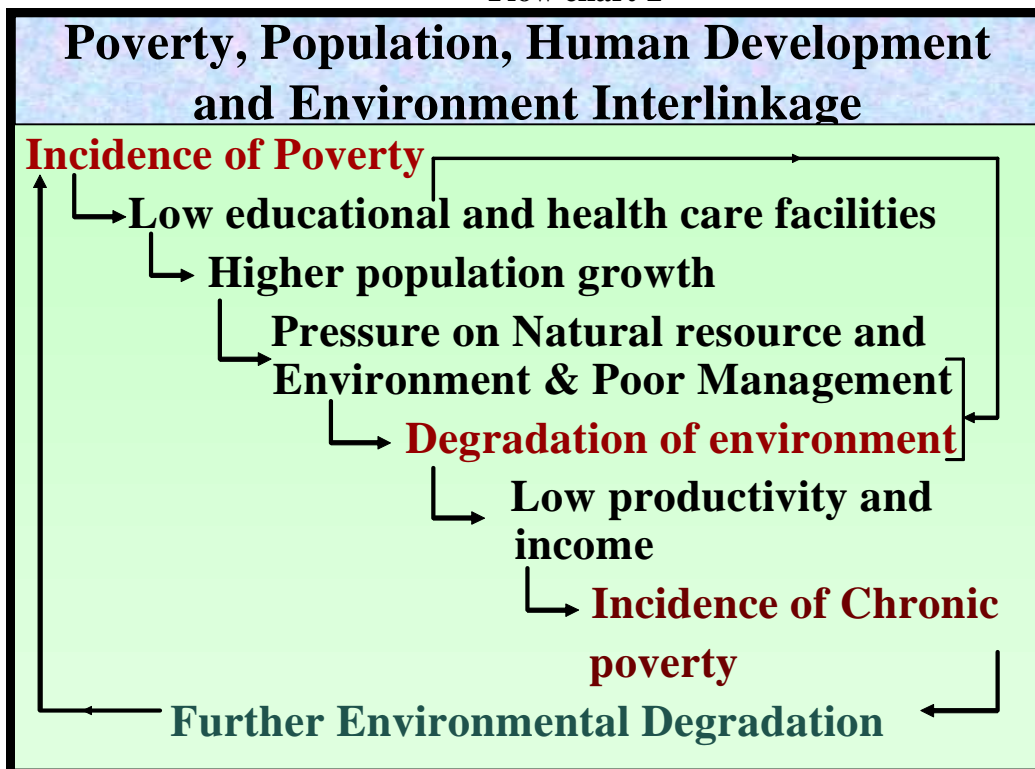 Poverty, Population, Human Development
and Environment Interlinkage
Incidence of Poverty
Low educational and health care facilities
Higher population growth
Pressure on Natural resource and
Environment & Poor Management
Degradation of environment
Low productivity and
income
Incidence of Chronic
poverty
Further Environmental Degradation